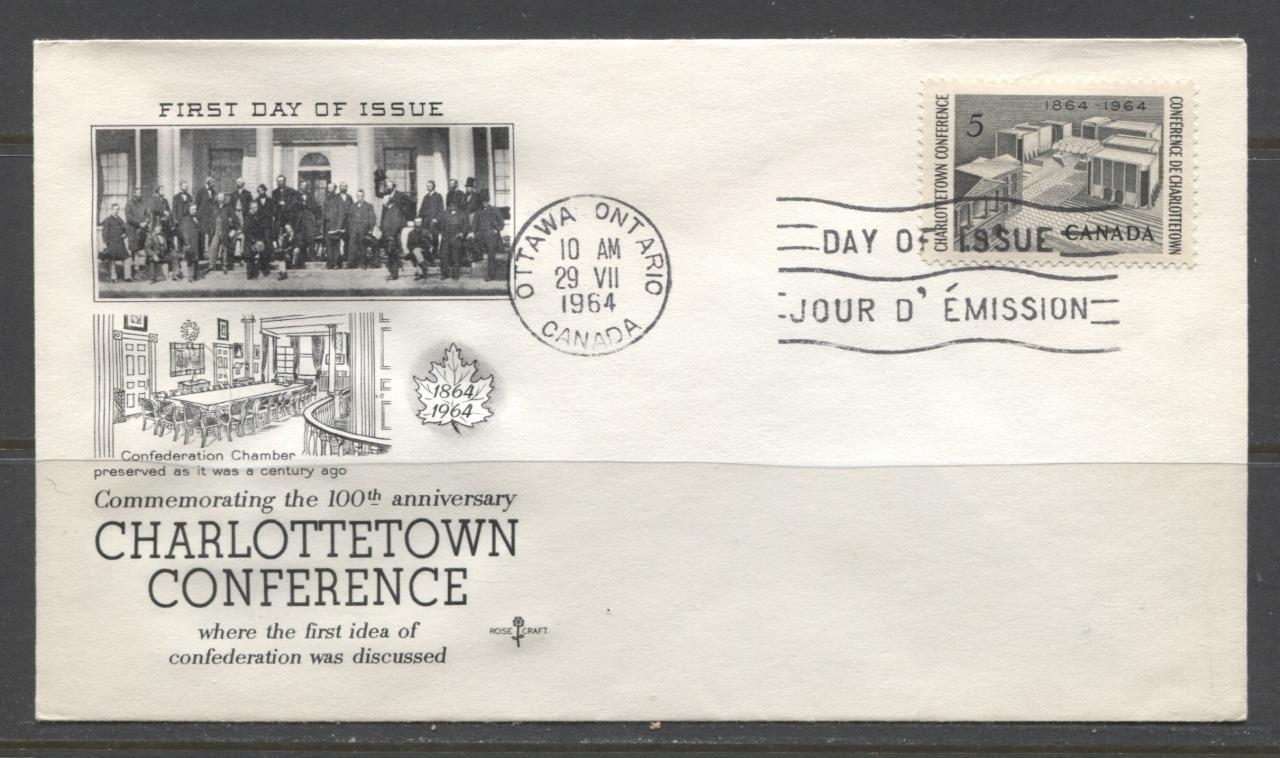 FIRST DAY OF ISSUE
1864-1964
5
CHARLOTTETOWN CONFERENCE
CONFÉRENCE DE CHARLOTTETOWN
CANADA
OTTAWA ONTARIO
10 AM
29 VII
1964
CANADA
DAY OF ISSUE
JOUR D' ÉMISSION
1864
1964
Confederation Chamber
preserved as it was a century ago
Commemorating the 100th anniversary
CHARLOTTETOWN
CONFERENCE
where the first idea of
confederation was discussed
ROSE CRAFT